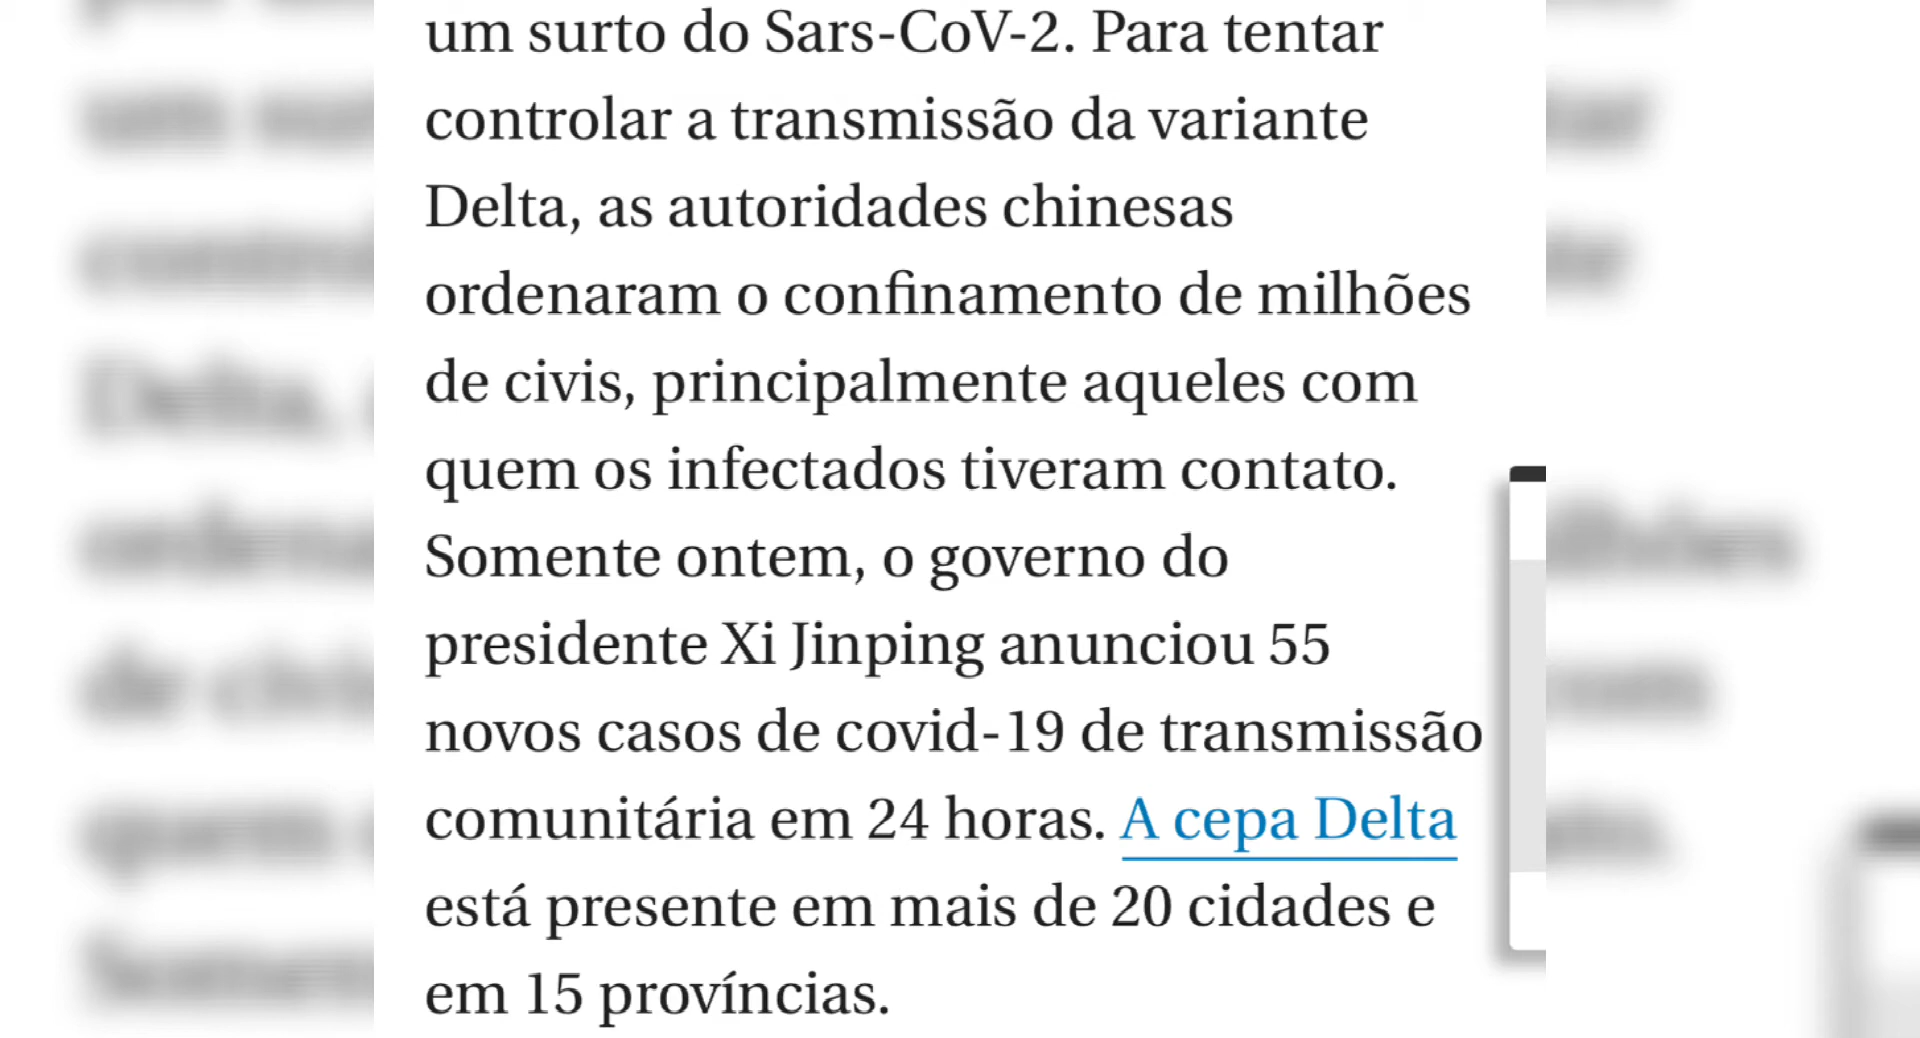 um surto do Sars-CoV-2. Para tentar
controlar a transmissão da variante
Delta, as autoridades chinesas
ordenaram o confinamento de milhões
de civis, principalmente aqueles com
quem os infectados tiveram contato.
Somente ontem, o governo do
presidente Xi Jinping anunciou 55
novos casos de covid-19 de transmissão
comunitária em 24 horas. A cepa Delta
está presente em mais de 20 cidades e
em 15 províncias.